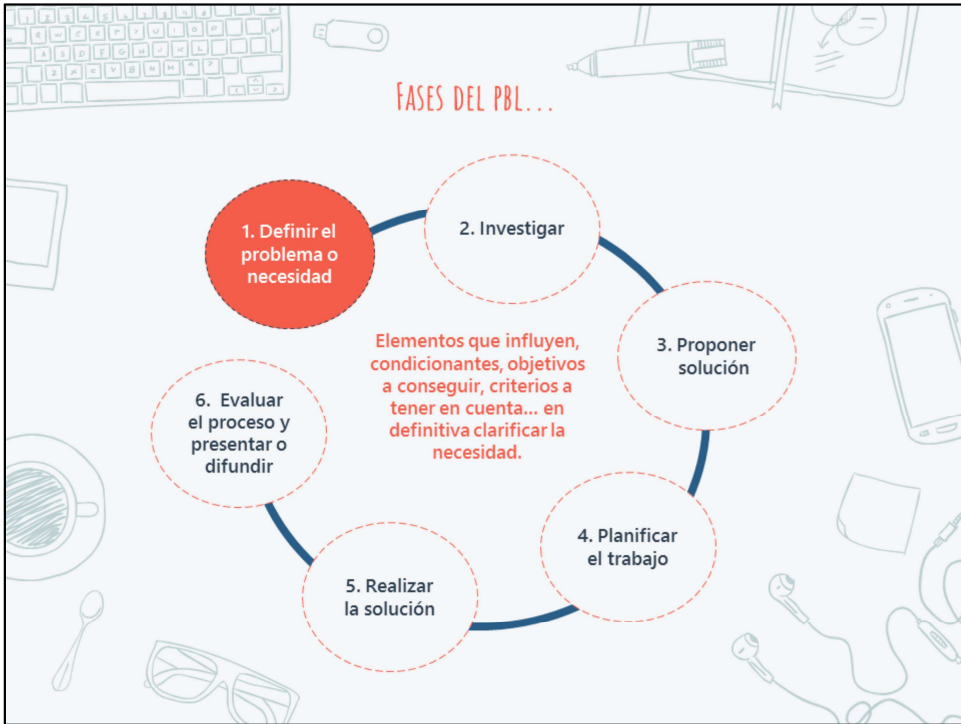 FASES DEL PBL...
1. Definir el
problema o
necesidad
2. Investigar
3. Proponer
solución
4. Planificar
el trabajo
5. Realizar
la solución
6. Evaluar
el proceso y
presentar o
difundir
Elementos que influyen,
condicionantes, objetivos
a conseguir, criterios a
tener en cuenta... en
definitiva clarificar la
necesidad.